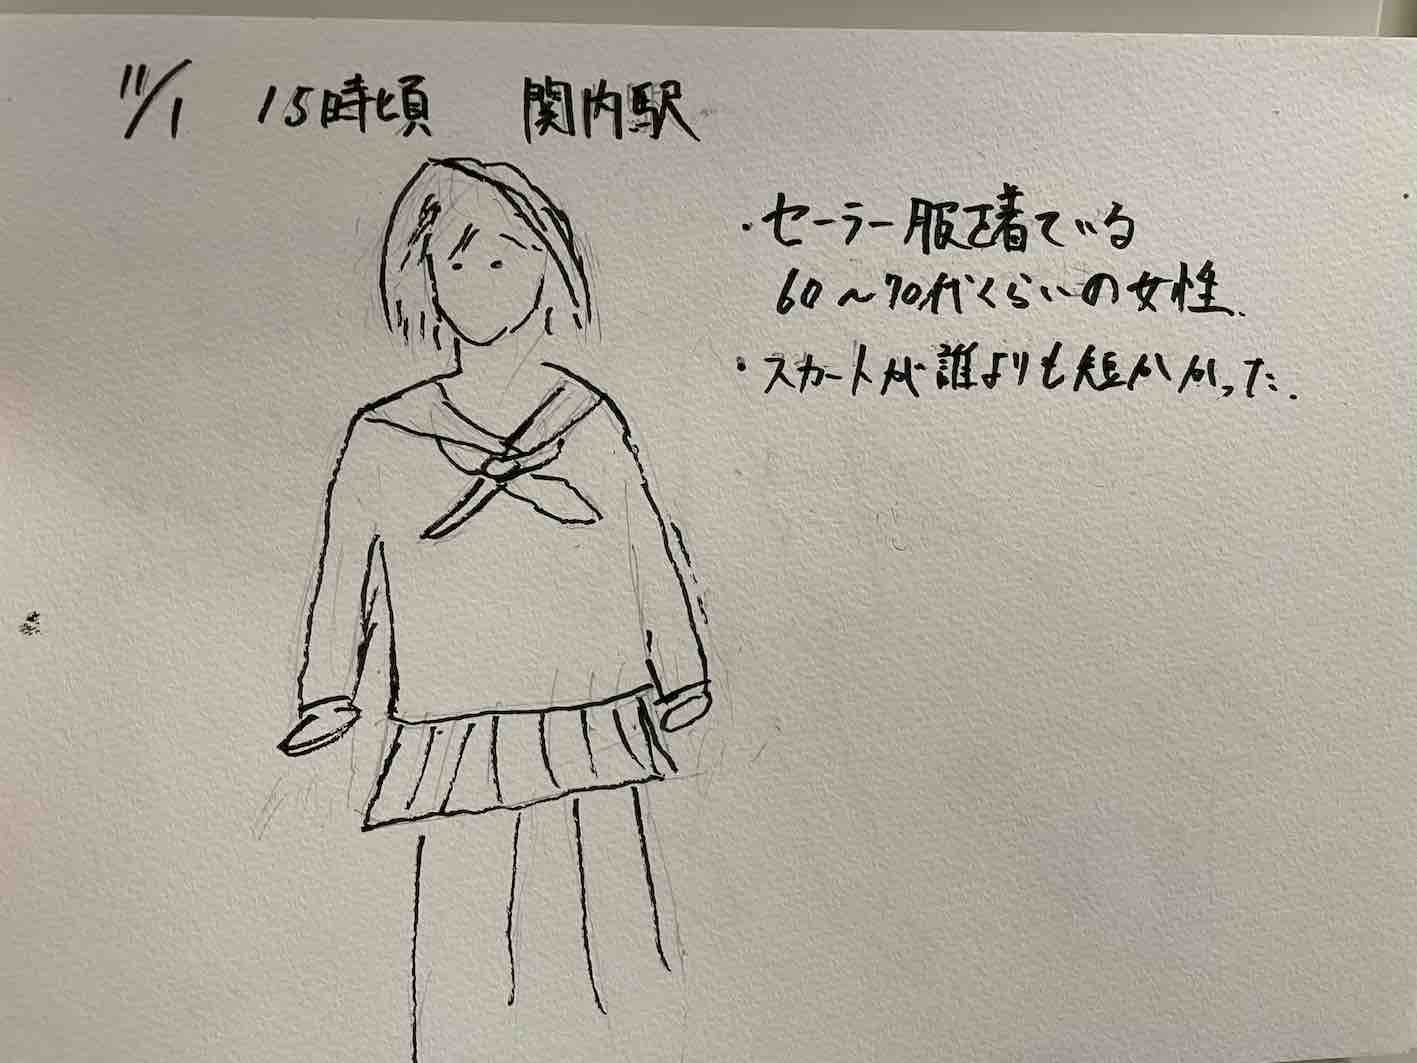 11/1 15時頃 関内駅
・セーラー服を着ている
60～70代くらいの女性.
・スカートが誰よりも短かかった.